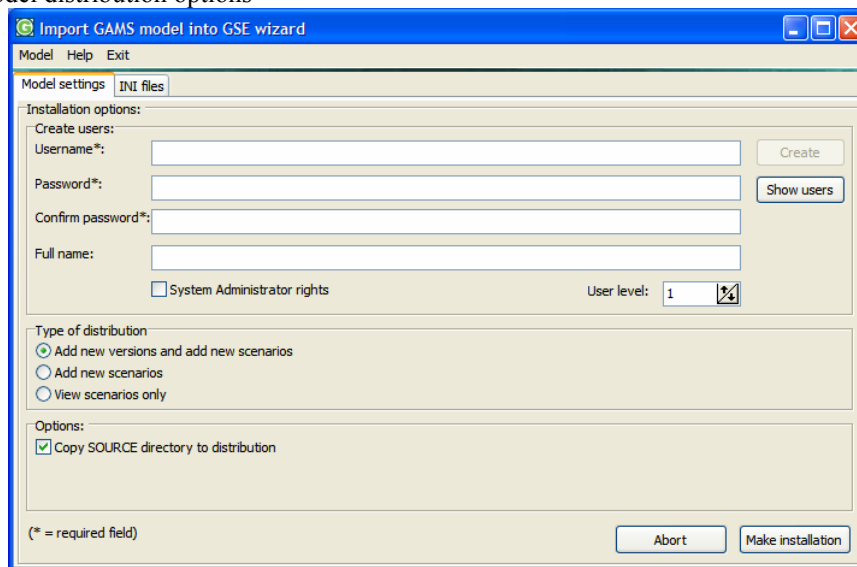 del distribution options
Import GAMS model into GSE wizard
Model Help Exit
Model settings INI files
Installation options:
Create users:
Username*: Create
Password*: Show users
Confirm password*:
Full name:
System Administrator rights User level: 1
Type of distribution
Add new versions and add new scenarios
Add new scenarios
View scenarios only
Options:
Copy SOURCE directory to distribution
(* = required field) Abort Make installation